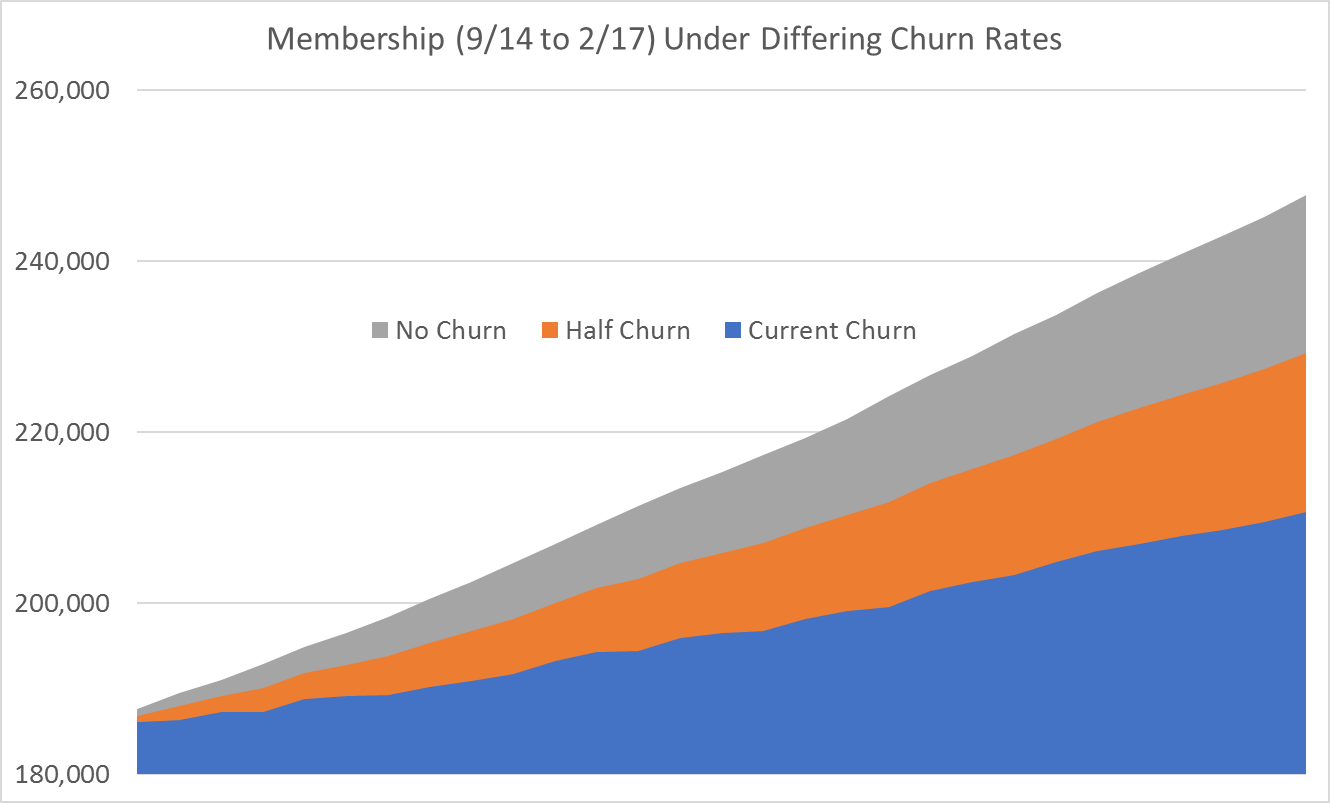 Membership (9/14 to 2/17) Under Differing Churn Rates
260,000
240,000
No Churn Half Churn Current Churn
220,000
200,000
180,000